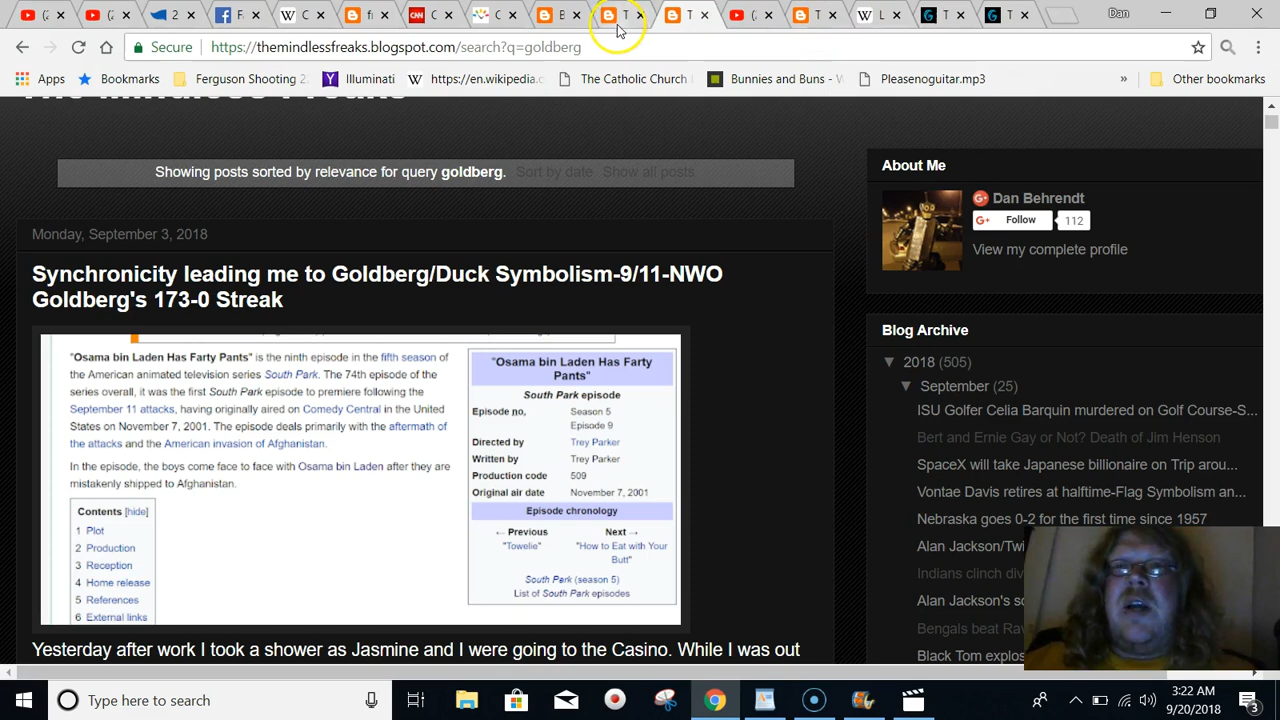 Dan
Secure
https://themindlessfreaks.blogspot.com/search?q=goldberg
Apps
Bookmarks
Ferguson Shooting 2
Illuminati
https://en.wikipedia.c
The Catholic Church
Bunnies and Buns - W
Pleasenoguitar.mp3
»
Other bookmarks
The Mindless Freaks
Showing posts sorted by relevance for query goldberg. Sort by date Show all posts
Monday, September 3, 2018
Synchronicity leading me to Goldberg/Duck Symbolism-9/11-NWO
Goldberg's 173-0 Streak
"Osama bin Laden Has Farty Pants" is the ninth episode in the fifth season of
the American animated television series South Park. The 74th episode of the
series overall, it was the first South Park episode to premiere following the
September 11 attacks, having originally aired on Comedy Central in the United
States on November 7, 2001. The episode deals primarily with the aftermath of
the attacks and the American invasion of Afghanistan.
In the episode, the boys come face to face with Osama bin Laden after they are
mistakenly shipped to Afghanistan.
Contents [hide]
1 Plot
2 Production
3 Reception
4 Home release
5 References
6 External links
"Osama bin Laden Has Farty
Pants"
South Park episode
Episode no. Season 5
Episode 9
Directed by Trey Parker
Written by Trey Parker
Production code 509
Original air date November 7, 2001
Episode chronology
← Previous Next →
"Towelie" "How to Eat with Your
Butt"
South Park (season 5)
List of South Park episodes
Yesterday after work I took a shower as Jasmine and I were going to the Casino. While I was out
About Me
Dan Behrendt
G+ Follow 112
View my complete profile
Blog Archive
▼ 2018 (505)
▼ September (25)
ISU Golfer Celia Barquin murdered on Golf Course-S...
Bert and Ernie Gay or Not? Death of Jim Henson
SpaceX will take Japanese billionaire on Trip arou...
Vontae Davis retires at halftime-Flag Symbolism an...
Nebraska goes 0-2 for the first time since 1957
Alan Jackson/Twi
Indians clinch div
Alan Jackson's so
Bengals beat Rav
Black Tom explos
Type here to search
3:22 AM
9/20/2018
3